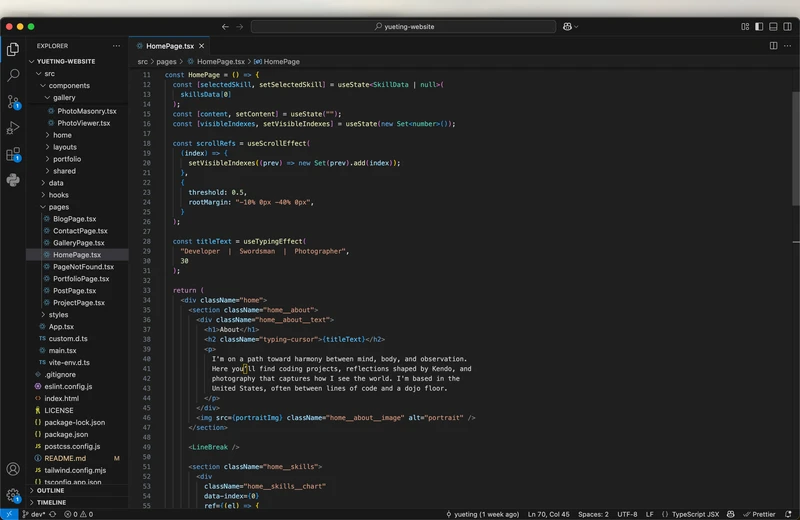 yueting-website
EXPLORER
HomePage.tsx
YUETING-WEBSITE
src
components
gallery
PhotoMasonry.tsx
PhotoViewer.tsx
home
layouts
portfolio
shared
data
hooks
pages
BlogPage.tsx
ContactPage.tsx
GalleryPage.tsx
HomePage.tsx
PageNotFound.tsx
PortfolioPage.tsx
PostPage.tsx
ProjectPage.tsx
styles
App.tsx
custom.d.ts
main.tsx
vite-env.d.ts
.gitignore
eslint.config.js
index.html
LICENSE
package-lock.json
package.json
postcss.config.js
README.md M
tailwind.config.mjs
tsconfig.app.json
OUTLINE
TIMELINE
src > pages > HomePage.tsx > HomePage
11 const HomePage = () => {
12 const [selectedSkill, setSelectedSkill] = useState<SkillData | null>(
13 skillsData[0]
14 );
15 const [content, setContent] = useState("");
16 const [visibleIndexes, setVisibleIndexes] = useState(new Set<number>());
17
18 const scrollRefs = useScrollEffect(
19 (index) => {
20 setVisibleIndexes((prev) => new Set(prev).add(index));
21 },
22 {
23 threshold: 0.5,
24 rootMargin: "-10% 0px -40% 0px",
25 }
26 );
27
28 const titleText = useTypingEffect(
29 "Developer | Swordsman | Photographer",
30 30
31 );
32
33 return (
34 <div className="home">
35 <section className="home__about">
36 <div className="home__about__text">
37 <h1>About</h1>
38 <h2 className="typing-cursor">{titleText}</h2>
39 <p>
40 I'm on a path toward harmony between mind, body, and observation.
41 Here you'll find coding projects, reflections shaped by Kendo, and
42 photography that captures how I see the world. I'm based in the
43 United States, often between lines of code and a dojo floor.
44 </p>
45 </div>
46 <img src={portraitImg} className="home__about__image" alt="portrait" />
47 </section>
48
49 <LineBreak />
50
51 <section className="home__skills">
52 <div
53 className="home__skills__chart"
54 data-index={0}
55 ref={(el) => {
dev* 0 0 yueting (1 week ago) Ln 70, Col 45 Spaces: 2 UTF-8 LF {} TypeScript JSX Prettier